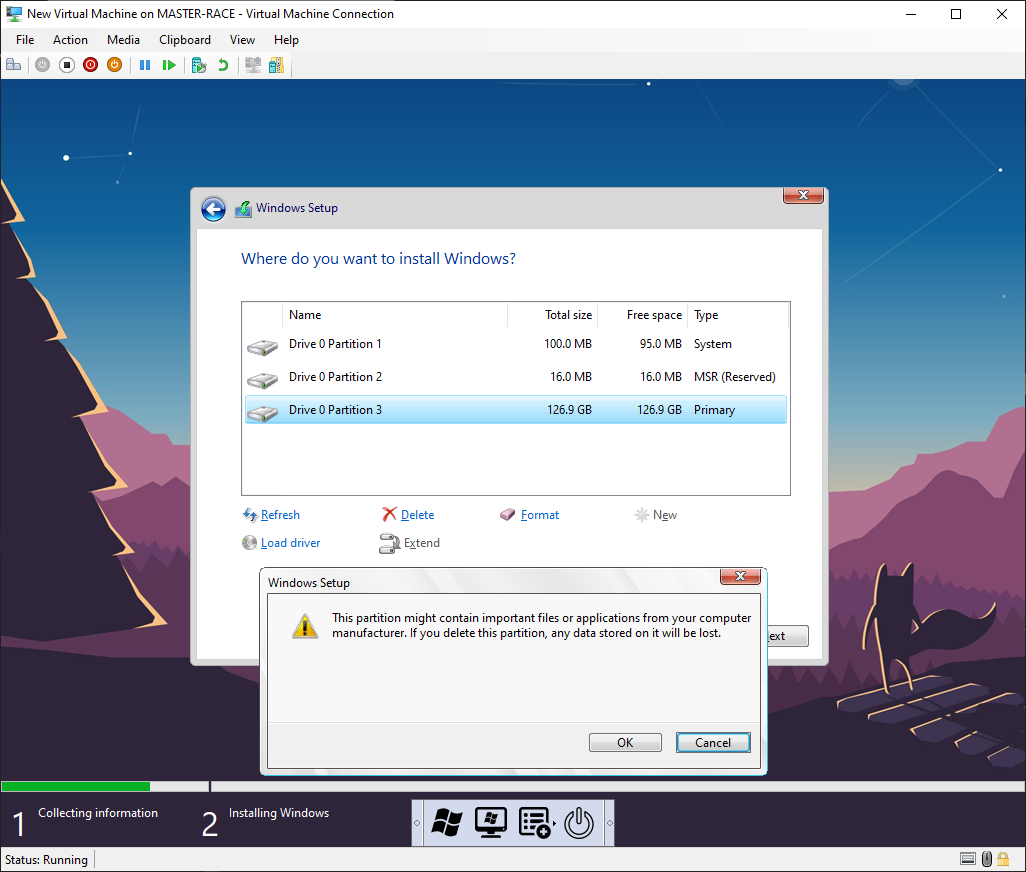 New Virtual Machine on MASTER-RACE - Virtual Machine Connection
File Action Media Clipboard View Help
Windows Setup
Where do you want to install Windows?
Name Total size Free space Type
Drive 0 Partition 1 100.0 MB 95.0 MB System
Drive 0 Partition 2 16.0 MB 16.0 MB MSR (Reserved)
Drive 0 Partition 3 126.9 GB 126.9 GB Primary
Refresh Delete Format New
Load driver Extend
Windows Setup
This partition might contain important files or applications from your computer
manufacturer. If you delete this partition, any data stored on it will be lost.
ext
OK Cancel
1 Collecting information 2 Installing Windows
Status: Running